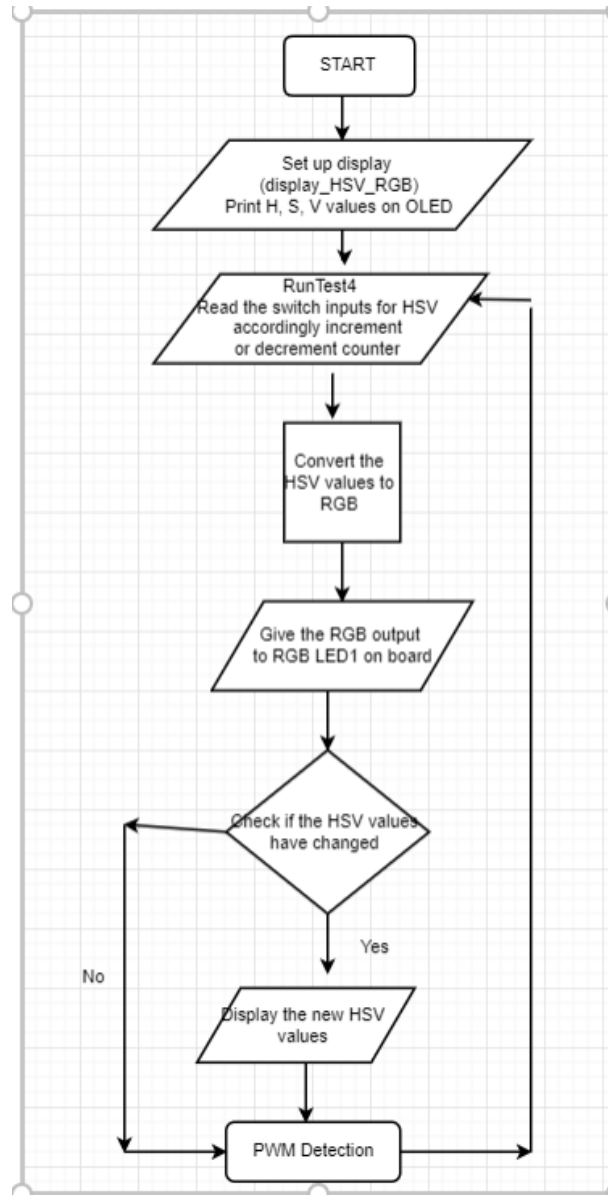 START
Set up display
(display_HSV_RGB)
Print H, S, V values on OLED
RunTest4
Read the switch inputs for HSV
accordingly increment
or decrement counter
Convert the
HSV values to
RGB
Give the RGB output
to RGB LED1 on board
Check if the HSV values
have changed
Yes
No
Display the new HSV
values
PWM Detection